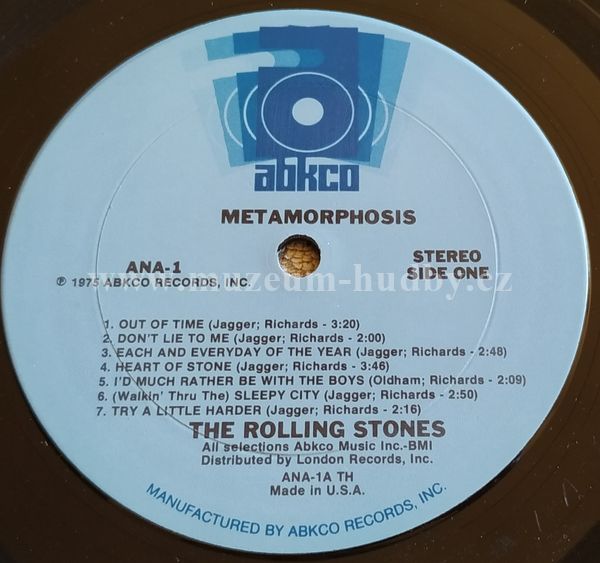 abkco
METAMORPHOSIS
ANA-1
℗ 1975 ABKCO RECORDS, INC.
STEREO
SIDE ONE
www.muzeum-hudby.cz
1. OUT OF TIME (Jagger; Richards - 3:20)
2. DON'T LIE TO ME (Jagger; Richards - 2:00)
3. EACH AND EVERYDAY OF THE YEAR (Jagger; Richards - 2:48)
4. HEART OF STONE (Jagger; Richards - 3:46)
5. I'D MUCH RATHER BE WITH THE BOYS (Oldham; Richards - 2:09)
6. (Walkin' Thru The) SLEEPY CITY (Jagger; Richards - 2:50)
7. TRY A LITTLE HARDER (Jagger; Richards - 2:16)
THE ROLLING STONES
All selections Abkco Music Inc.-BMI
Distributed by London Records, Inc.
ANA-1A TH
Made in U.S.A.
MANUFACTURED BY ABKCO RECORDS, INC.